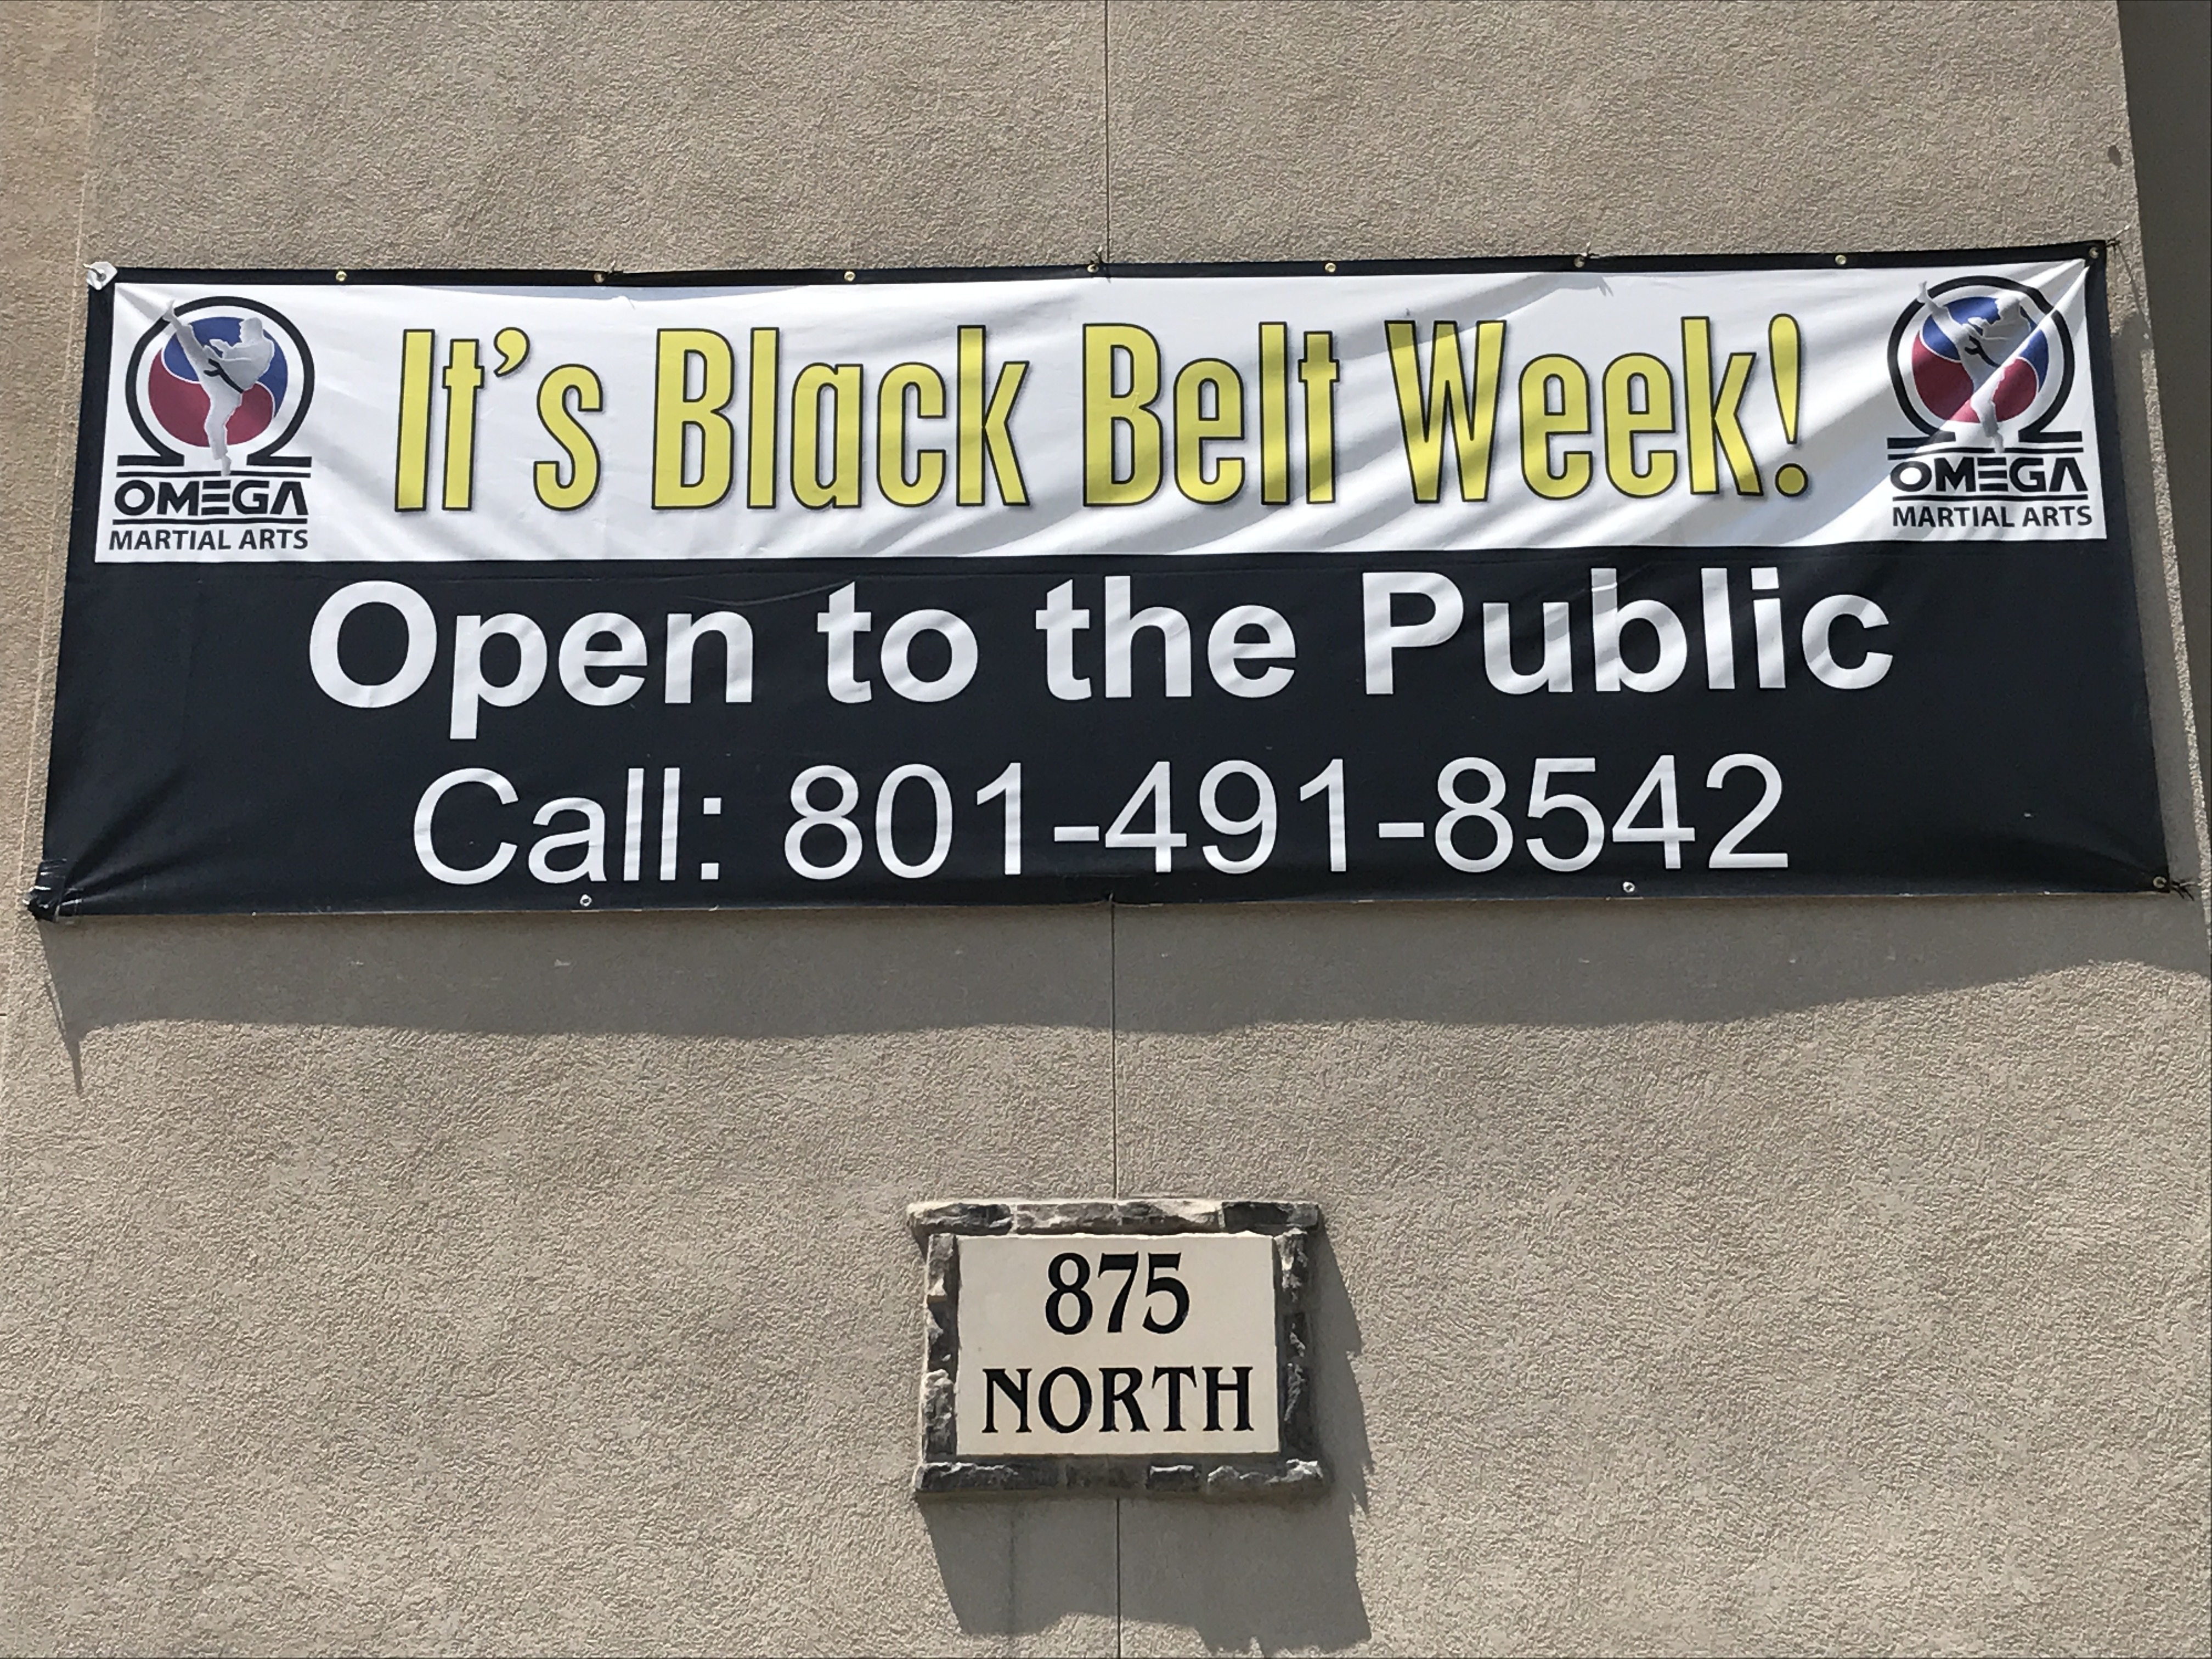 It's Black Belt Week!
OMEGA
MARTIAL ARTS
OMEGA
MARTIAL ARTS
Open to the Public
Call: 801-491-8542
875
NORTH